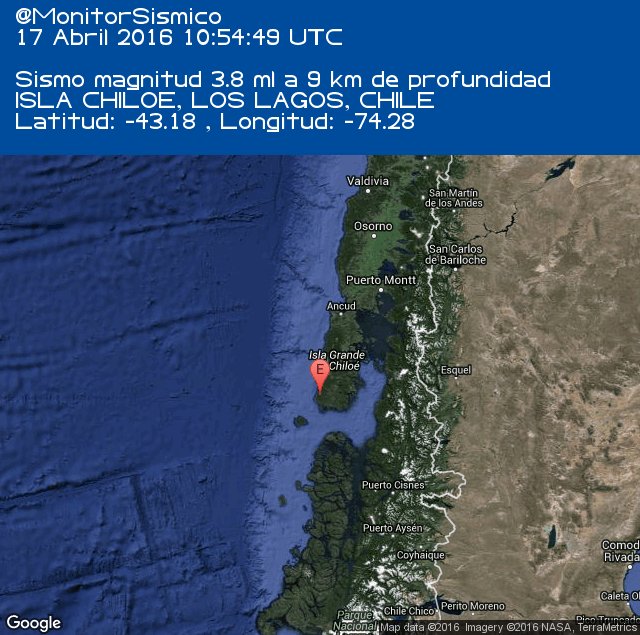 @MonitorSismico
17 Abril 2016 10:54:49 UTC
Sismo magnitud 3.8 ml a 9 km de profundidad
ISLA CHILOE, LOS LAGOS, CHILE
Latitud: -43.18 , Longitud: -74.28
Valdivia
San Martín
de los Andes
Osorno
San Carlos
de Bariloche
Puerto Montt
Ancud
Isla Grande
Chiloé
E
Esquel
Puerto Cisnes
Puerto Aysén
Coyhaique
Comod
Rivada
Caleta Ol
Parque
Nacional
Chile Chico
Perito Moreno
Pico Truncado
Google
Map data ©2016 Imagery ©2016 NASA, TerraMetrics